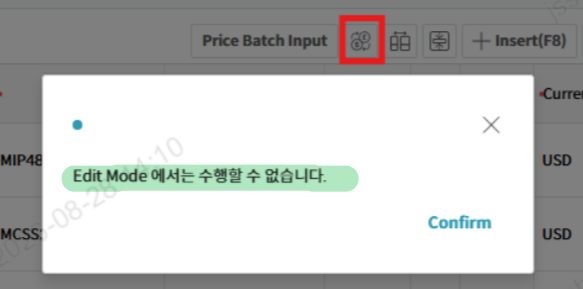 Price Batch Input
Insert(F8)
Edit Mode 에서는 수행할 수 없습니다.
MIP48
USD
Confirm
MCSS
USD